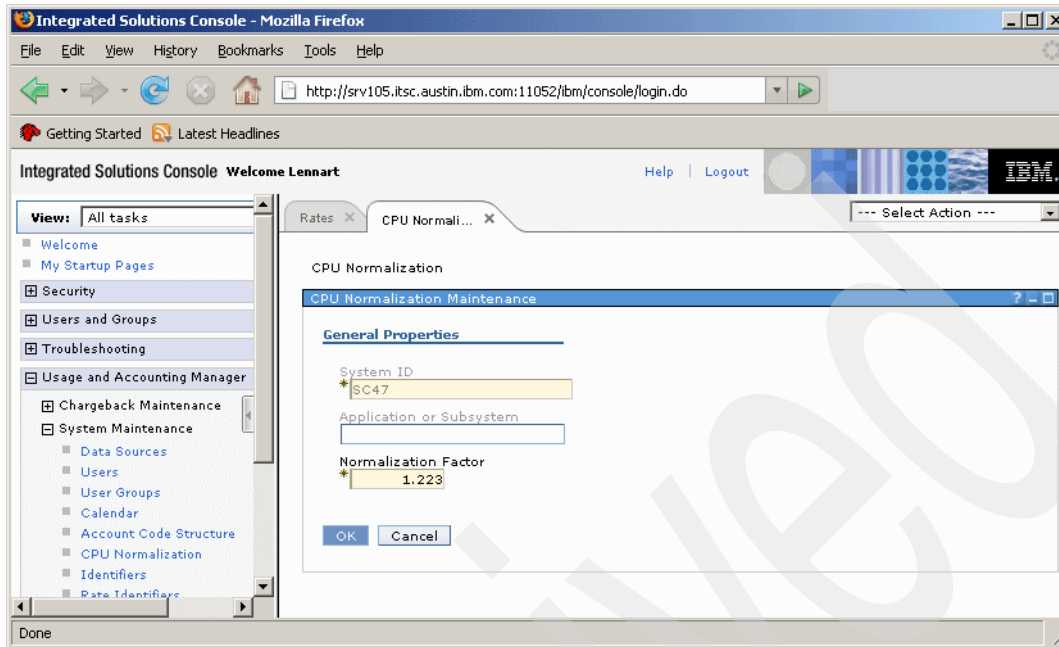 Integrated Solutions Console - Mozilla Firefox
File Edit View History Bookmarks Tools Help
http://srv105.itsc.austin.ibm.com:11052/ibm/console/login.do
Getting Started Latest Headlines
Integrated Solutions Console Welcome Lennart
Help | Logout
IBM.
View: All tasks
Welcome
My Startup Pages
Security
Users and Groups
Troubleshooting
Usage and Accounting Manager
Chargeback Maintenance
System Maintenance
Data Sources
Users
User Groups
Calendar
Account Code Structure
CPU Normalization
Identifiers
Rate Identifiers
Rates
CPU Normali...
--- Select Action ---
CPU Normalization
CPU Normalization Maintenance
General Properties
System ID
* SC47
Application or Subsystem
Normalization Factor
* 1.223
OK Cancel
Done